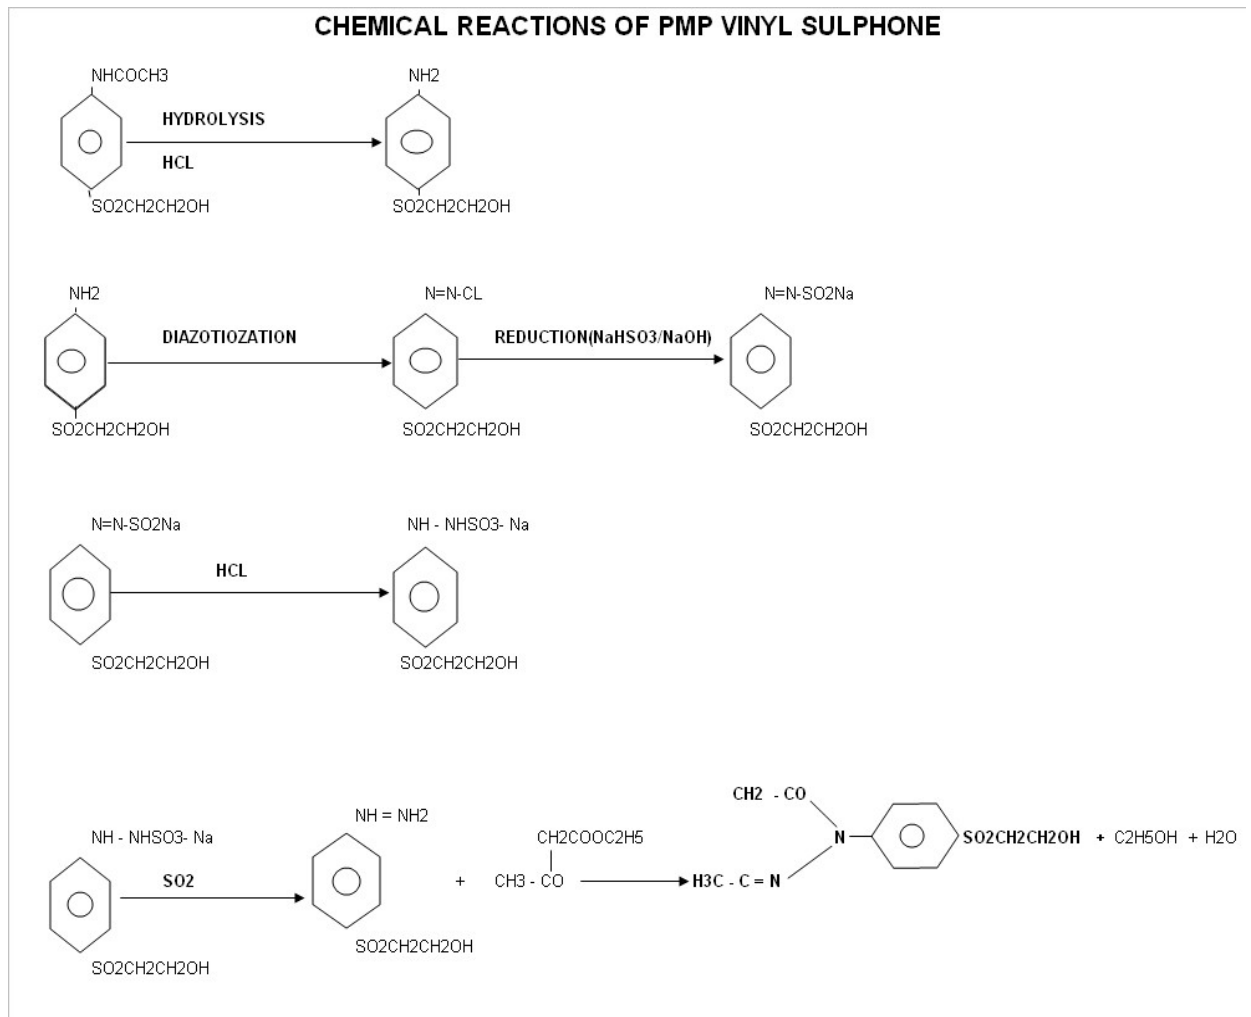 CHEMICAL REACTIONS OF PMP VINYL SULPHONE
NHCOCH3
NH2
HYDROLYSIS
HCL
SO2CH2CH2OH
SO2CH2CH2OH
NH2
N=N-CL
N=N-SO2Na
DIAZOTIOZATION
REDUCTION(NaHSO3/NaOH)
SO2CH2CH2OH
SO2CH2CH2OH
SO2CH2CH2OH
N=N-SO2Na
NH - NHSO3- Na
HCL
SO2CH2CH2OH
SO2CH2CH2OH
NH - NHSO3- Na
SO2
SO2CH2CH2OH
NH = NH2
SO2CH2CH2OH
+
CH2COOC2H5
CH3 - CO
CH2 - CO
N
H3C - C = N
SO2CH2CH2OH + C2H5OH + H2O